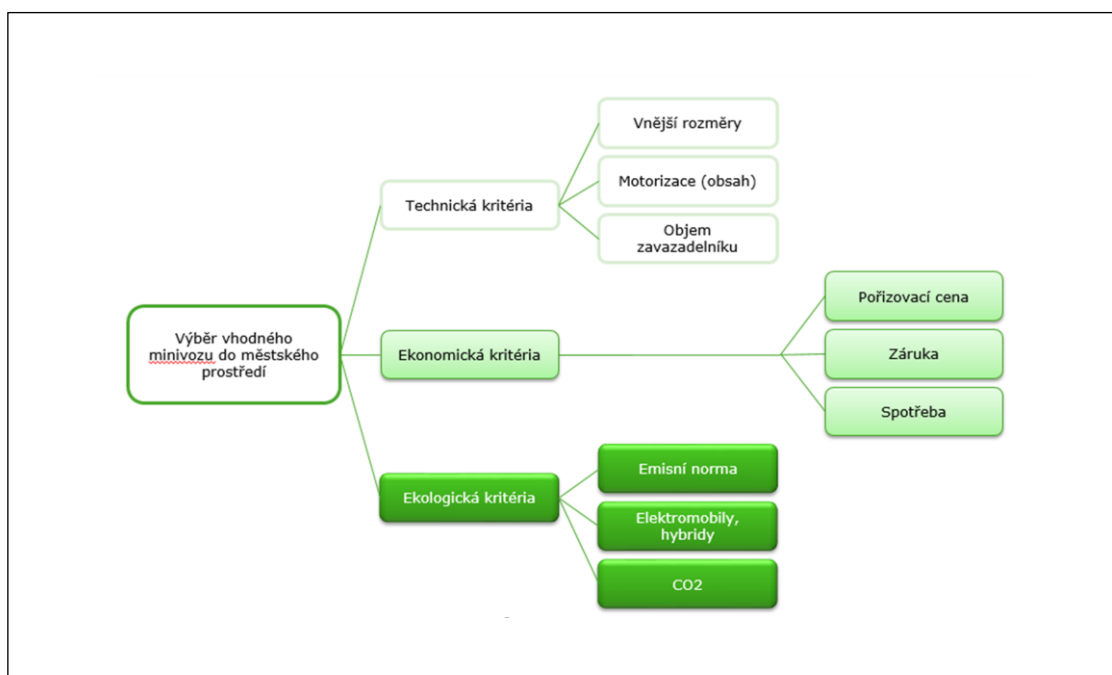 Výběr vhodného
minivozu do městského
prostředí
Technická kritéria
Vnější rozměry
Motorizace (obsah)
Objem
zavazadelníku
Ekonomická kritéria
Pořizovací cena
Záruka
Spotřeba
Ekologická kritéria
Emisní norma
Elektromobily,
hybridy
CO2